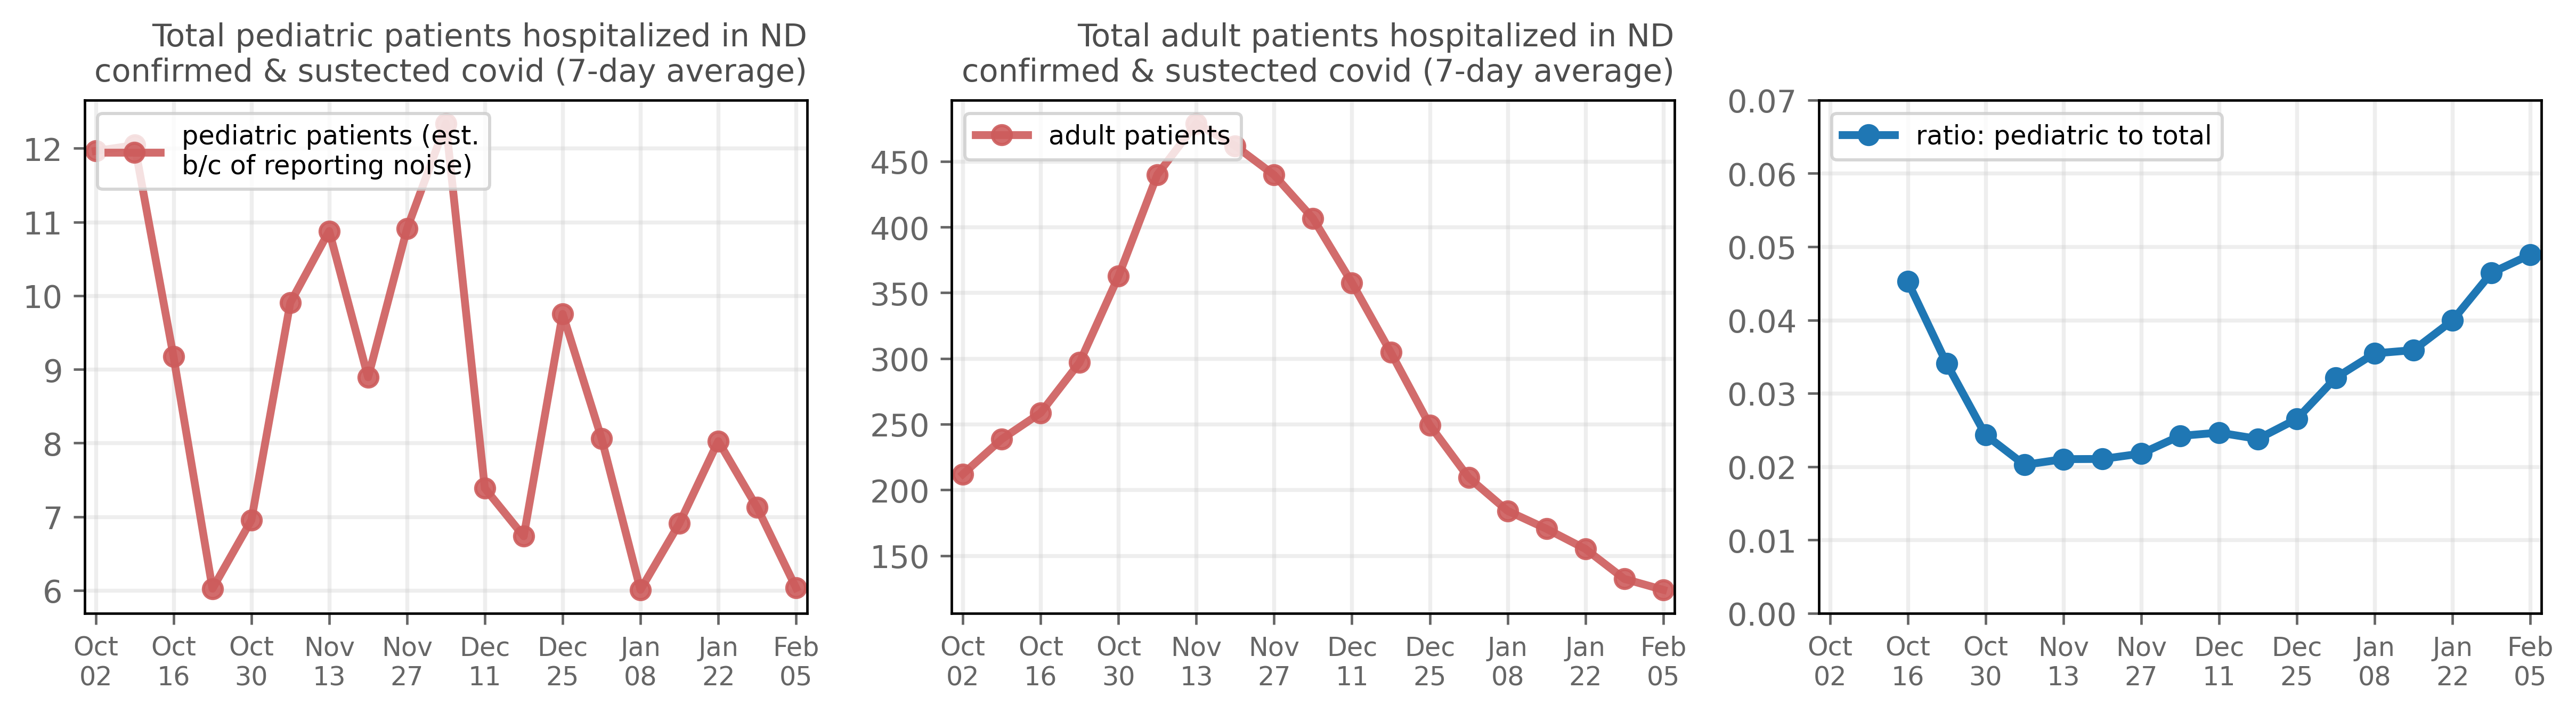 Total pediatric patients hospitalized in ND
confirmed & sustected covid (7-day average)
pediatric patients (est.
b/c of reporting noise)
12
11
10
9
8
7
6
Oct Oct Oct Nov Nov Dec Dec Jan Jan Feb
02 16 30 13 27 11 25 08 22 05
Total adult patients hospitalized in ND
confirmed & sustected covid (7-day average)
adult patients
450
400
350
300
250
200
150
Oct Oct Oct Nov Nov Dec Dec Jan Jan Feb
02 16 30 13 27 11 25 08 22 05
ratio: pediatric to total
0.07
0.06
0.05
0.04
0.03
0.02
0.01
0.00
Oct Oct Oct Nov Nov Dec Dec Jan Jan Feb
02 16 30 13 27 11 25 08 22 05